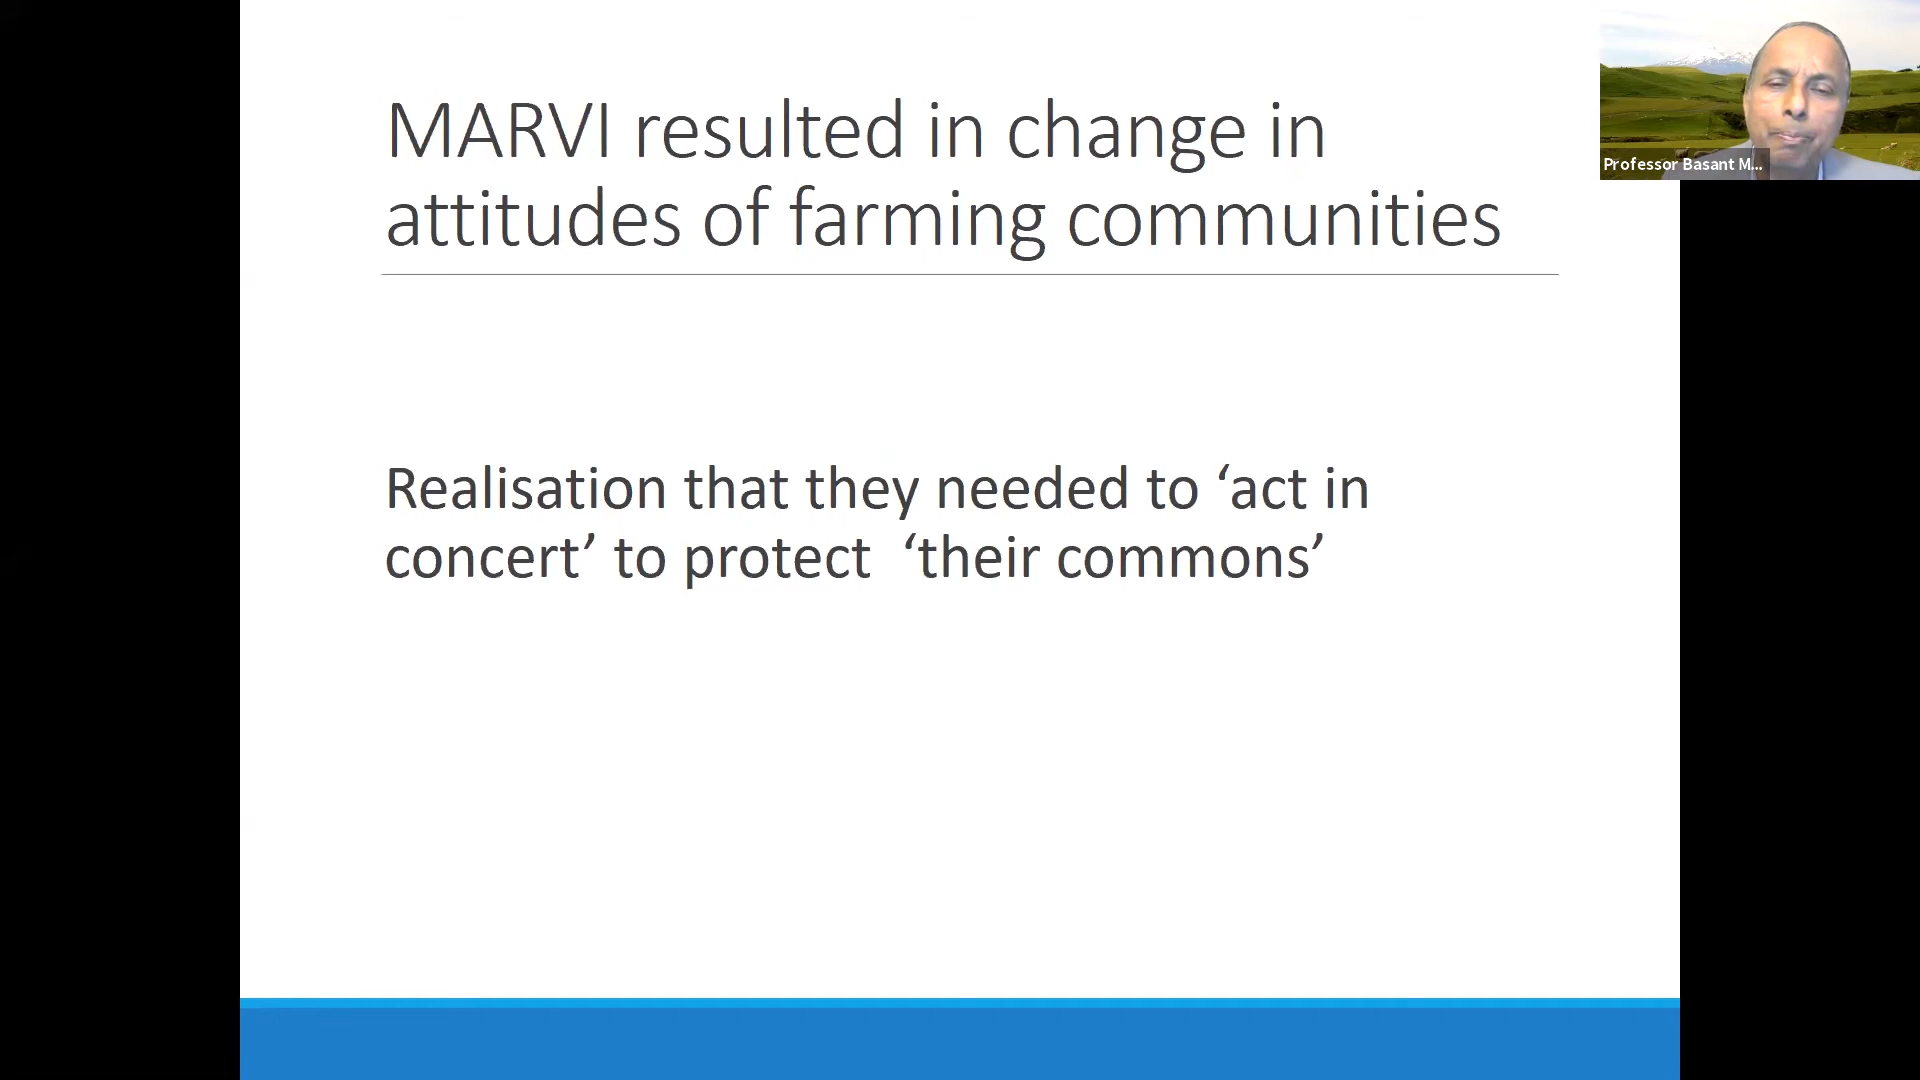 MARVI resulted in change in
attitudes of farming communities
Realisation that they needed to ‘act in
concert’ to protect  ‘their commons’
Professor Basant M...